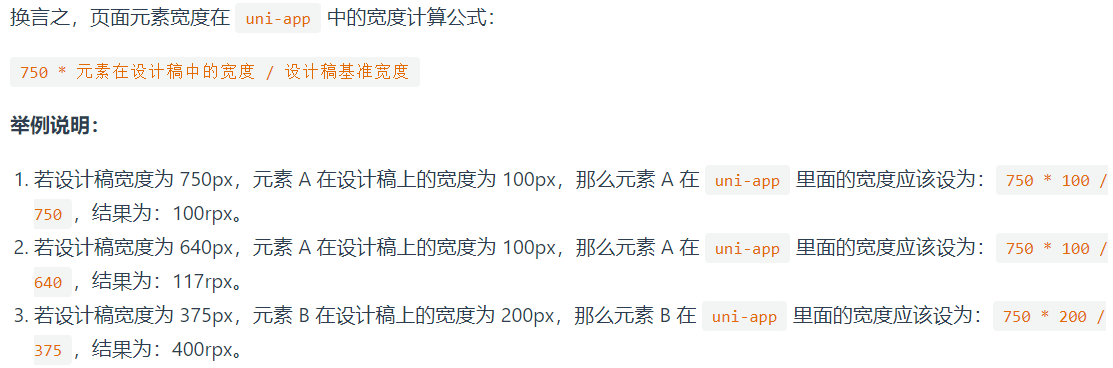 换言之，页面元素宽度在 uni-app 中的宽度计算公式：
750 * 元素在设计稿中的宽度 / 设计稿基准宽度
举例说明：
1. 若设计稿宽度为 750px，元素 A 在设计稿上的宽度为 100px，那么元素 A 在 uni-app 里面的宽度应该设为：750 * 100 /
750，结果为：100rpx。
2. 若设计稿宽度为 640px，元素 A 在设计稿上的宽度为 100px，那么元素 A 在 uni-app 里面的宽度应该设为：750 * 100 /
640，结果为：117rpx。
3. 若设计稿宽度为 375px，元素 B 在设计稿上的宽度为 200px，那么元素 B 在 uni-app 里面的宽度应该设为：750 * 200 /
375，结果为：400rpx。